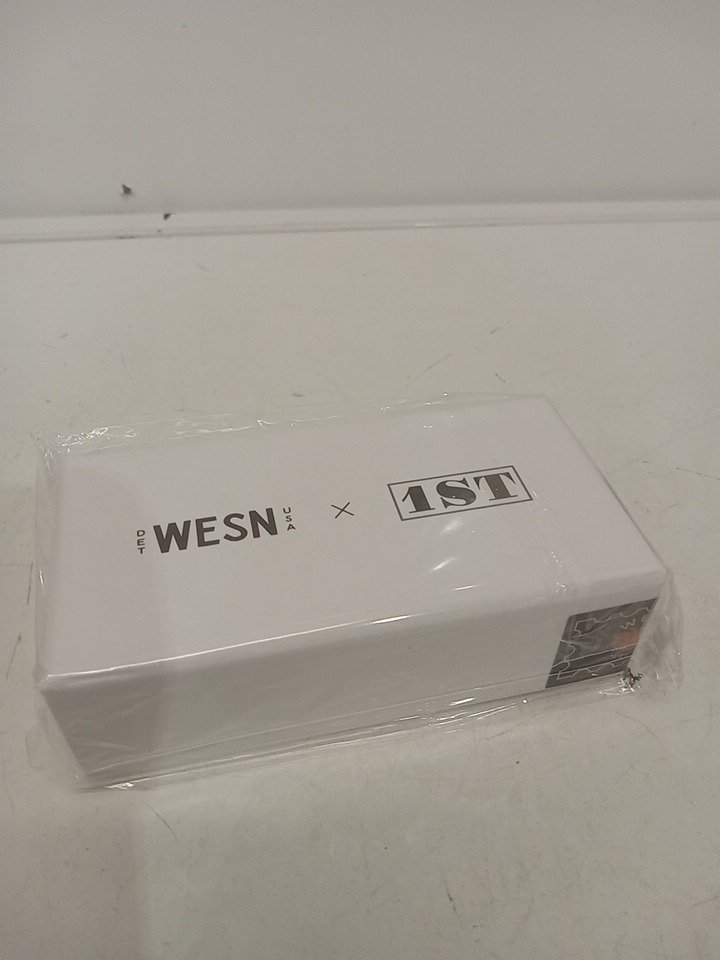 DET WESN USA × 1ST